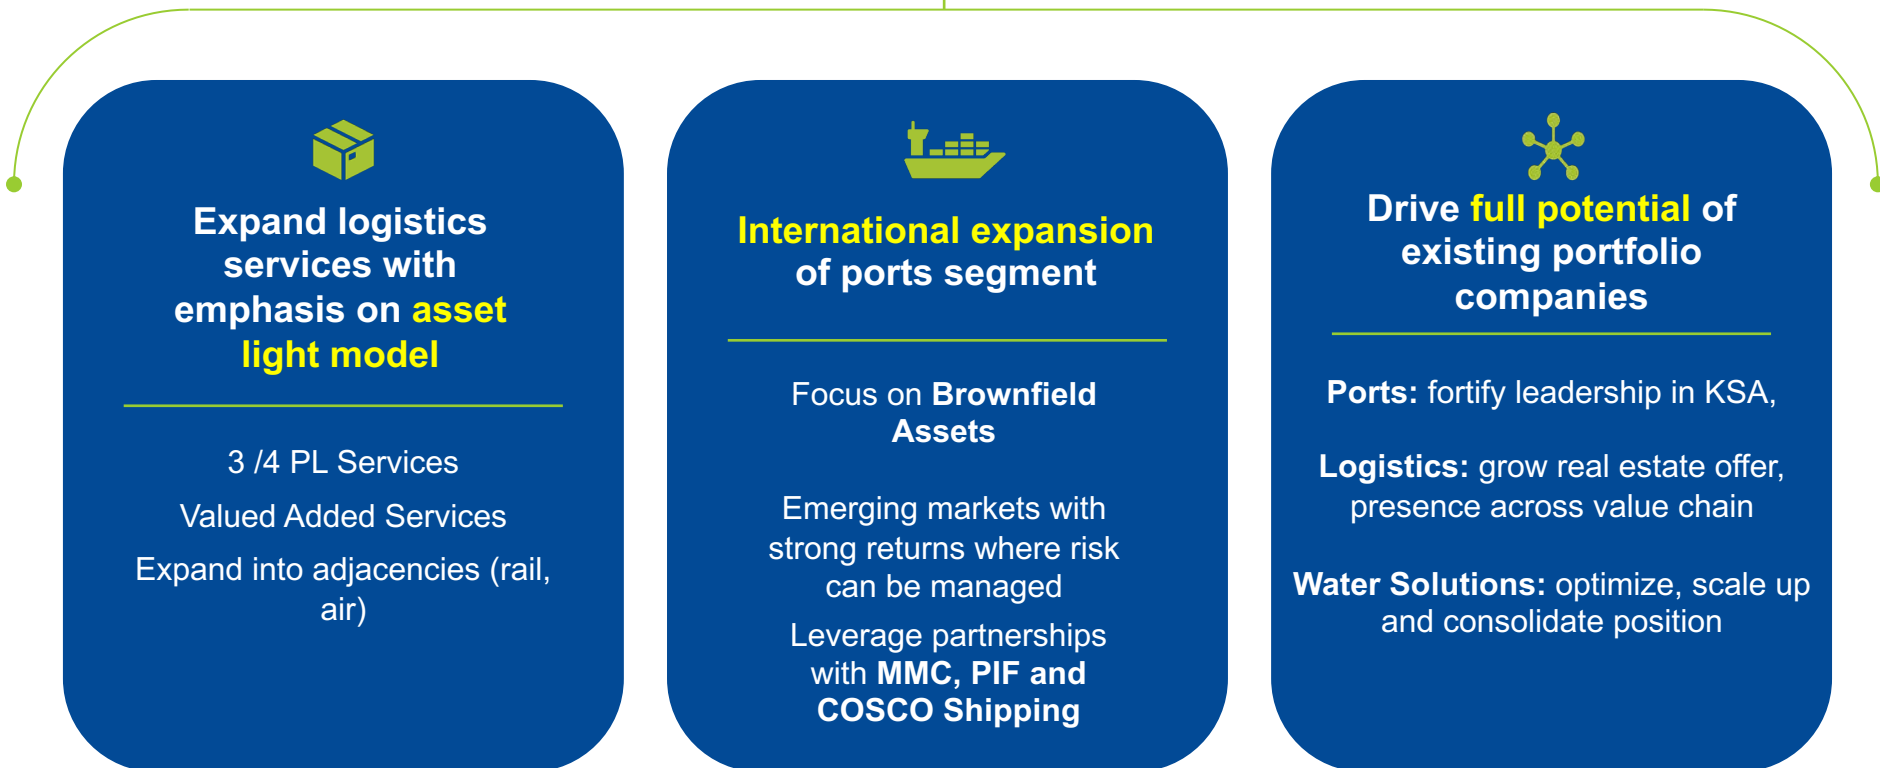 Expand logistics
services with
emphasis on asset
light model
3 /4 PL Services
Valued Added Services
Expand into adjacencies (rail,
air)
International expansion
of ports segment
Focus on Brownfield
Assets
Emerging markets with
strong returns where risk
can be managed
Leverage partnerships
with MMC, PIF and
COSCO Shipping
Drive full potential of
existing portfolio
companies
Ports: fortify leadership in KSA,
Logistics: grow real estate offer,
presence across value chain
Water Solutions: optimize, scale up
and consolidate position